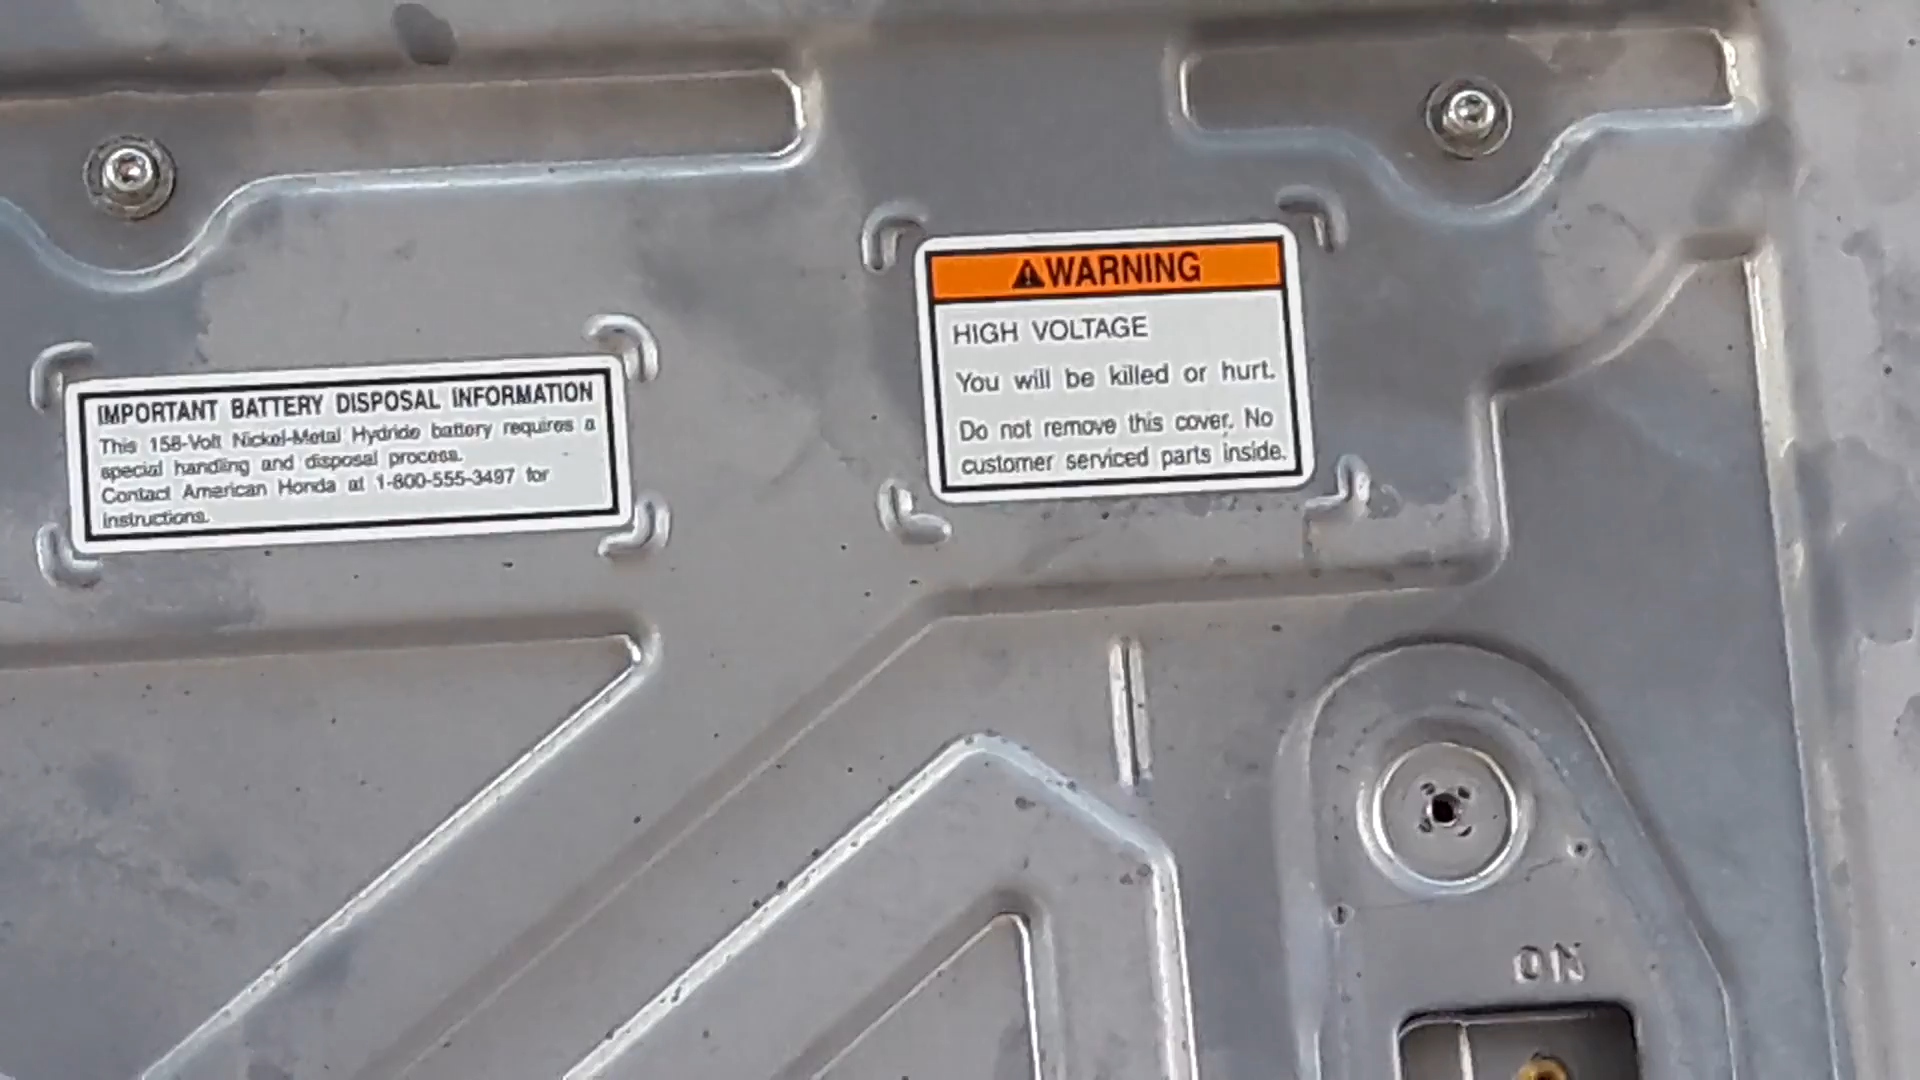 IMPORTANT BATTERY DISPOSAL INFORMATION
This 158-Volt Nickel-Metal Hydride battery requires a
special handling and disposal process.
Contact American Honda at 1-800-555-3497 for
instructions.
WARNING
HIGH VOLTAGE
You will be killed or hurt.
Do not remove this cover. No
customer serviced parts inside.
ON